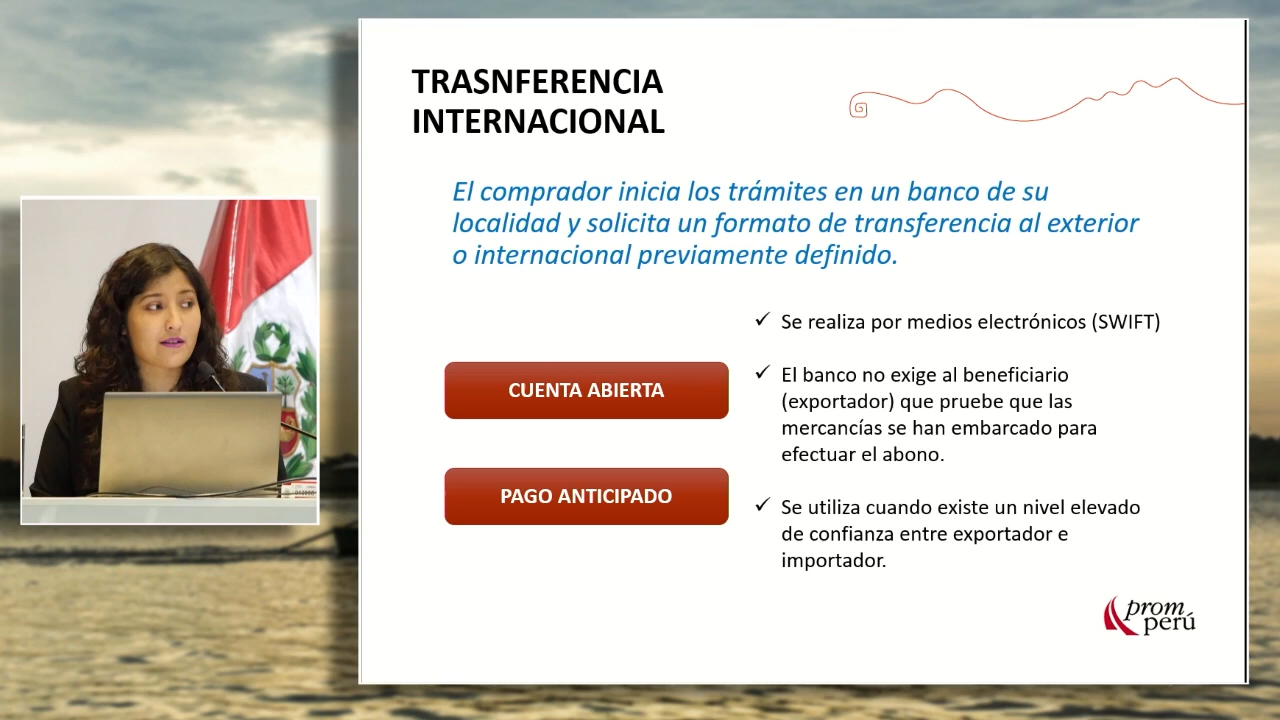 TRASNFERENCIA
INTERNACIONAL
El comprador inicia los trámites en un banco de su
localidad y solicita un formato de transferencia al exterior
o internacional previamente definido.
CUENTA ABIERTA
PAGO ANTICIPADO
✓ Se realiza por medios electrónicos (SWIFT)
✓ El banco no exige al beneficiario
(exportador) que pruebe que las
mercancías se han embarcado para
efectuar el abono.
✓ Se utiliza cuando existe un nivel elevado
de confianza entre exportador e
importador.
prom
perú